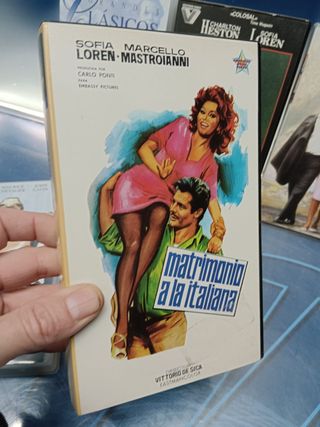 CLÁSICOS
«COLOSAL»
CHARLTON
HESTON
SOFIA
LOREN
SOFIA MARCELLO
LOREN-MASTROIANNI
PRODUCIDA POR
CARLO PONTI
PARA
EMBASSY PICTURES
matrimonio
a la italiana
VITTORIO DE SICA
EASTMANCOLOR